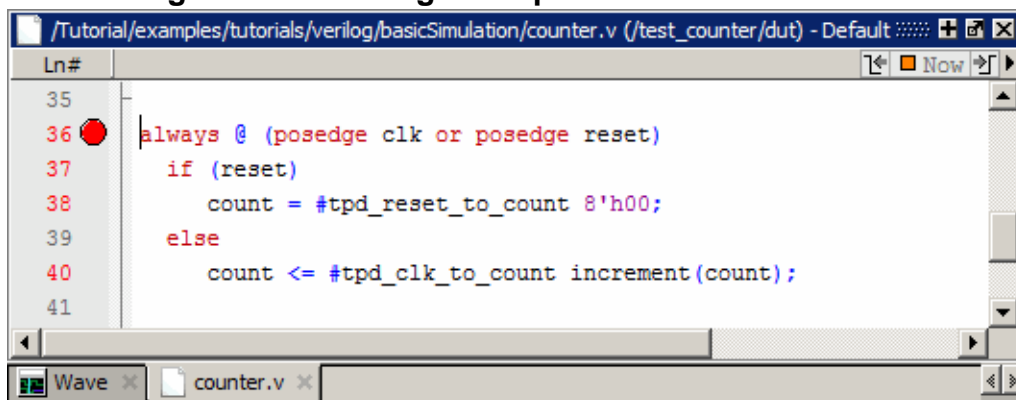 /Tutorial/examples/tutorials/verilog/basicSimulation/counter.v (/test_counter/dut) - Default
Ln#
Now
35
36 always @ (posedge clk or posedge reset)
37 if (reset)
38 count = #tpd_reset_to_count 8'h00;
39 else
40 count <= #tpd_clk_to_count increment(count);
41
Wave counter.v